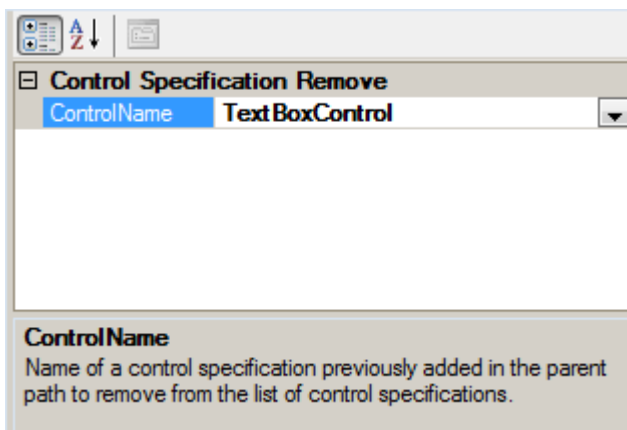 Control Specification Remove
ControlName TextBoxControl
ControlName
Name of a control specification previously added in the parent
path to remove from the list of control specifications.